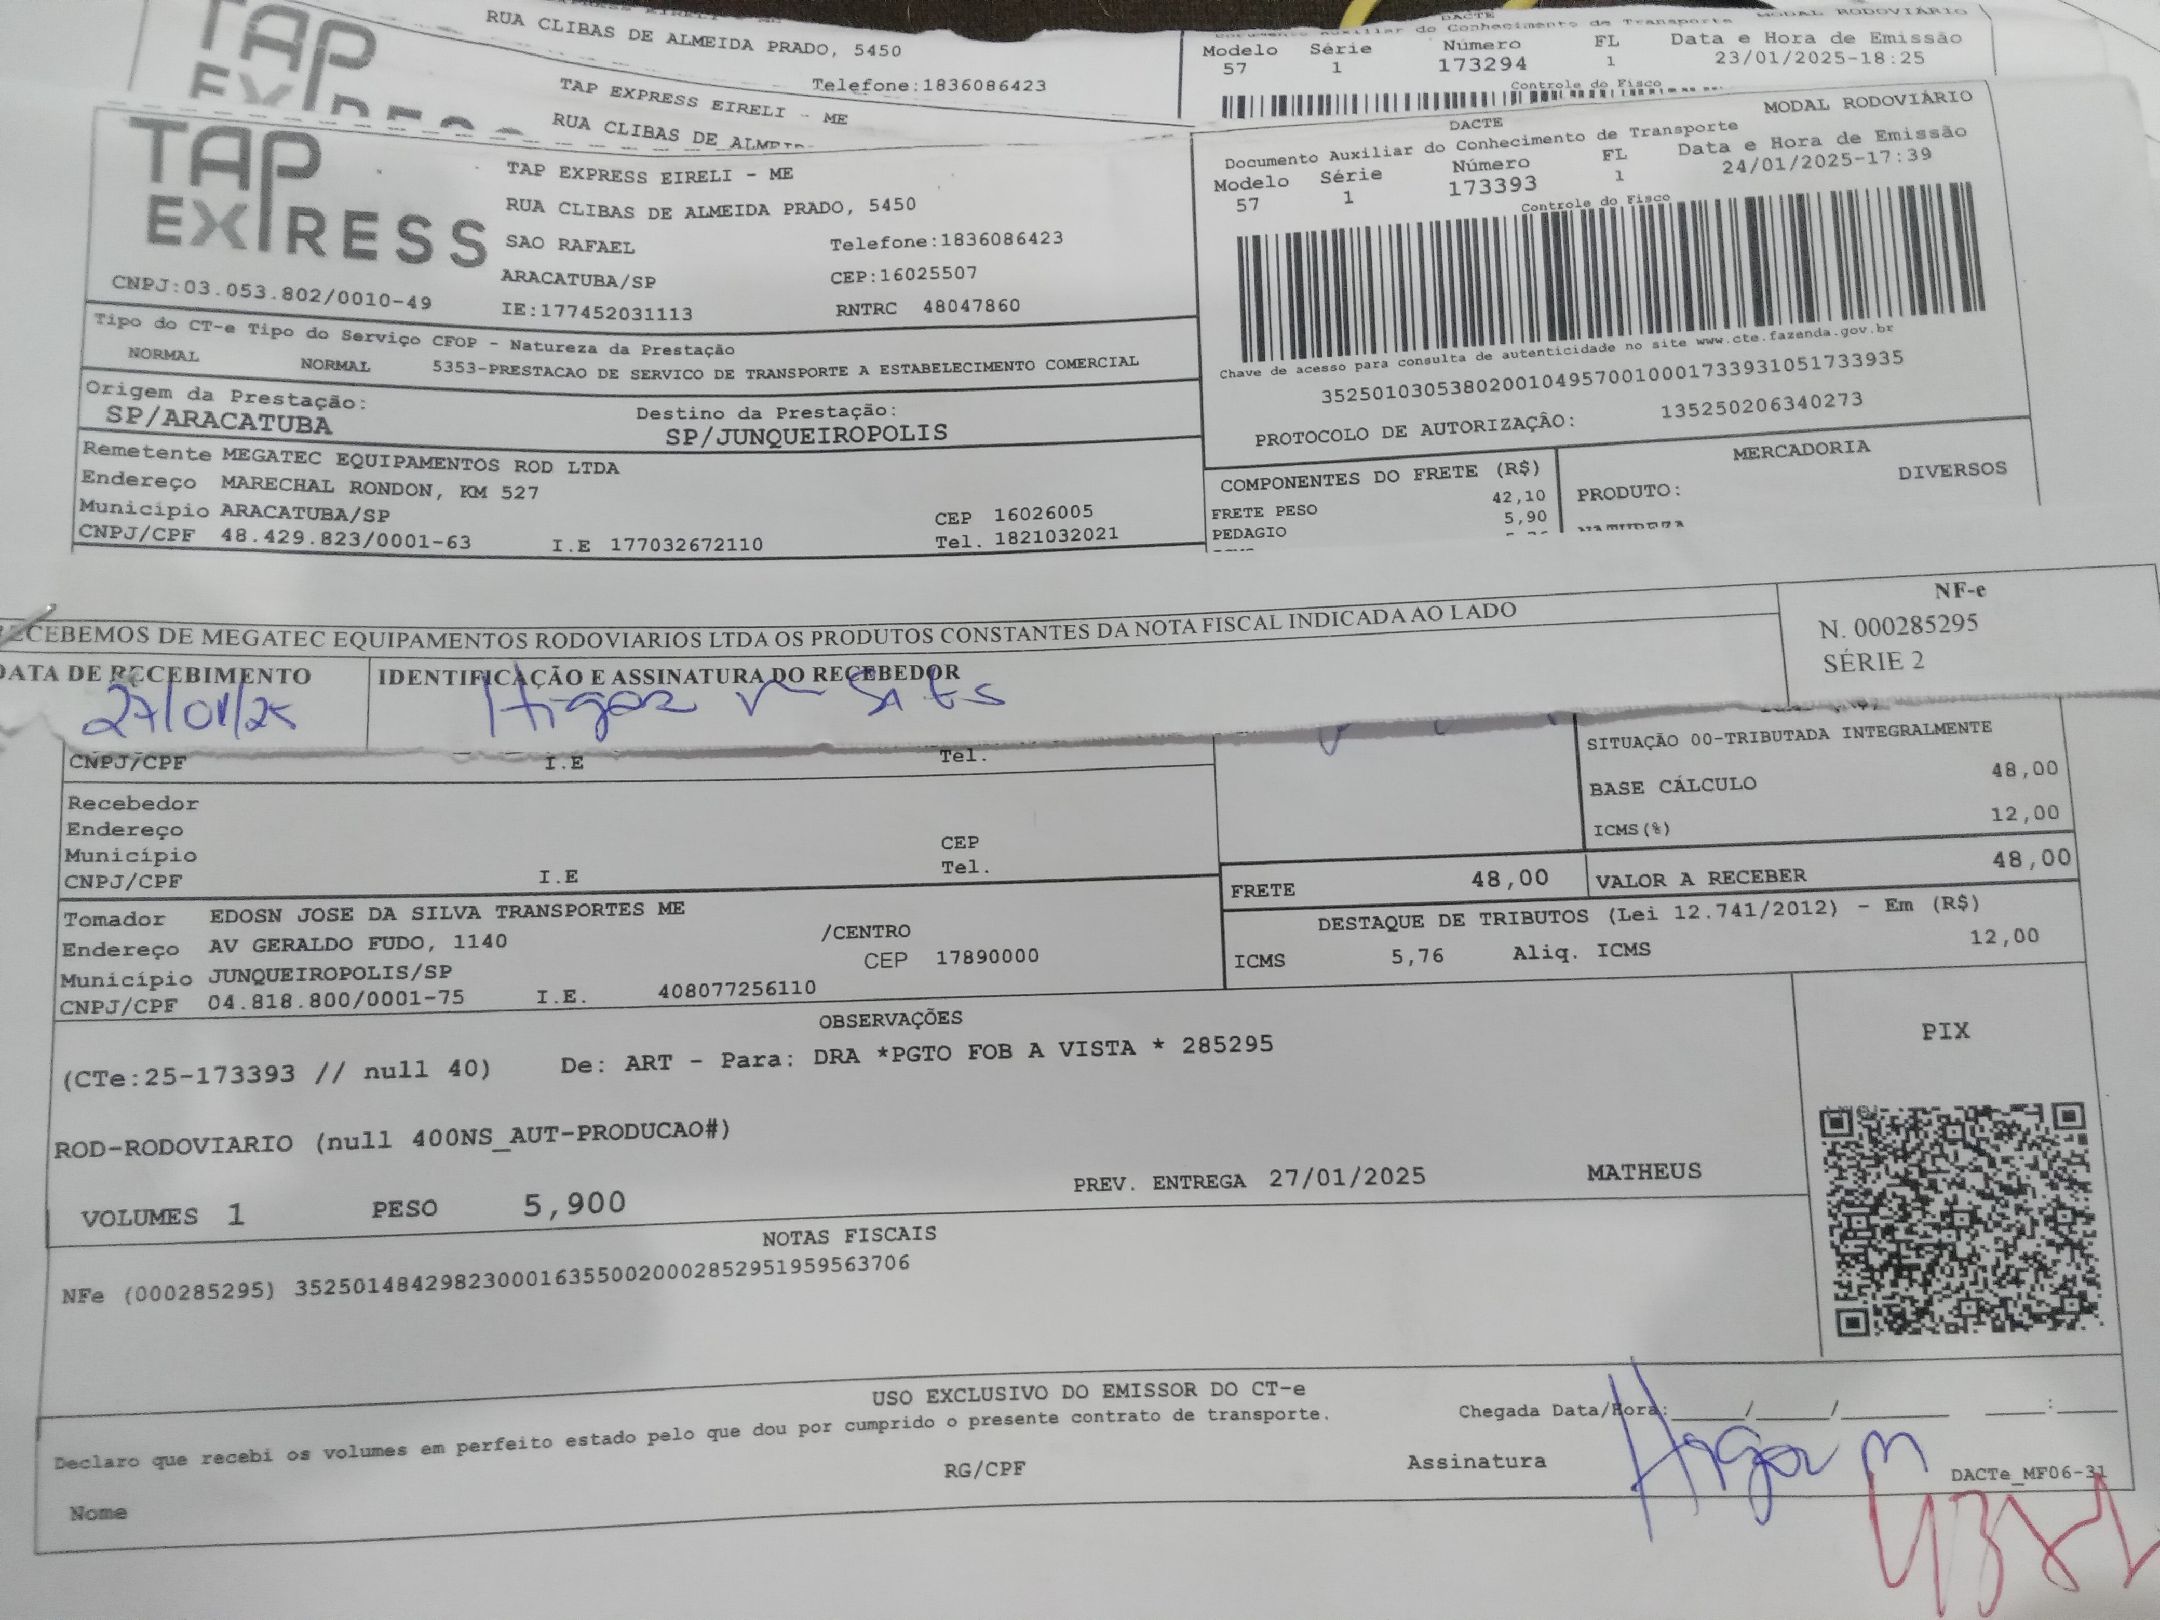 RUA CLIBAS DE ALMEIDA PRADO, 5450
Telefone:1836086423
DACTE
MODAL RODOVIÁRIO
Documento Auxiliar do Conhecimento de Transporte
Modelo Série Número FL Data e Hora de Emissão
57 1 173294 1 23/01/2025-18:25
Controle do Fisco
TAP EXPRESS EIRELI - ME
RUA CLIBAS DE
TAP EXPRESS
TAP EXPRESS EIRELI - ME
RUA CLIBAS DE ALMEIDA PRADO, 5450
SAO RAFAEL Telefone:1836086423
ARACATUBA/SP CEP:16025507
CNPJ:03.053.802/0010-49 IE:177452031113 RNTRC 48047860
DACTE MODAL RODOVIÁRIO
Documento Auxiliar do Conhecimento de Transporte
Modelo Série Número FL Data e Hora de Emissão
57 1 173393 1 24/01/2025-17:39
Controle do Fisco
Chave de acesso para consulta de autenticidade no site www.cte.fazenda.gov.br
35250103053802001049570010001733931051733935
PROTOCOLO DE AUTORIZAÇÂO: 135250206340273
Tipo do CT-e Tipo do Serviço CFOP - Natureza da Prestação
NORMAL NORMAL 5353-PRESTACAO DE SERVICO DE TRANSPORTE A ESTABELECIMENTO COMERCIAL
Origem da Prestação: Destino da Prestação:
SP/ARACATUBA SP/JUNQUEIROPOLIS
Remetente MEGATEC EQUIPAMENTOS ROD LTDA
Endereço MARECHAL RONDON, KM 527
Município ARACATUBA/SP CEP 16026005
CNPJ/CPF 48.429.823/0001-63 I.E 177032672110 Tel. 1821032021
COMPONENTES DO FRETE (R$)
FRETE PESO 42,10
PEDAGIO 5,90
MERCADORIA
PRODUTO: DIVERSOS
RECEBEMOS DE MEGATEC EQUIPAMENTOS RODOVIARIOS LTDA OS PRODUTOS CONSTANTES DA NOTA FISCAL INDICADA AO LADO
NF-e
N. 000285295
SÉRIE 2
DATA DE RECEBIMENTO IDENTIFICAÇÃO E ASSINATURA DO RECEBEDOR
27/01/25
CNPJ/CPF I.E Tel.
SITUAÇÃO 00-TRIBUTADA INTEGRALMENTE
BASE CÁLCULO 48,00
ICMS(%) 12,00
Recebedor
Endereço
Município CEP
CNPJ/CPF I.E Tel.
FRETE 48,00 VALOR A RECEBER 48,00
Tomador EDOSN JOSE DA SILVA TRANSPORTES ME
Endereço AV GERALDO FUDO, 1140 /CENTRO
Município JUNQUEIROPOLIS/SP CEP 17890000
CNPJ/CPF 04.818.800/0001-75 I.E. 408077256110
DESTAQUE DE TRIBUTOS (Lei 12.741/2012) - Em (R$)
ICMS 5,76 Aliq. ICMS 12,00
OBSERVAÇÕES
(CTe:25-173393 // null 40) De: ART - Para: DRA *PGTO FOB A VISTA * 285295
ROD-RODOVIARIO (null 400NS_AUT-PRODUCAO#)
VOLUMES 1 PESO 5,900 PREV. ENTREGA 27/01/2025 MATHEUS
PIX
NOTAS FISCAIS
NFe (000285295) 35250148429823000163550020002852951959563706
USO EXCLUSIVO DO EMISSOR DO CT-e
Declaro que recebi os volumes em perfeito estado pelo que dou por cumprido o presente contrato de transporte.
Chegada Data/Hora:____/____/______ ____:____
Nome RG/CPF Assinatura
DACTe_MF06-31